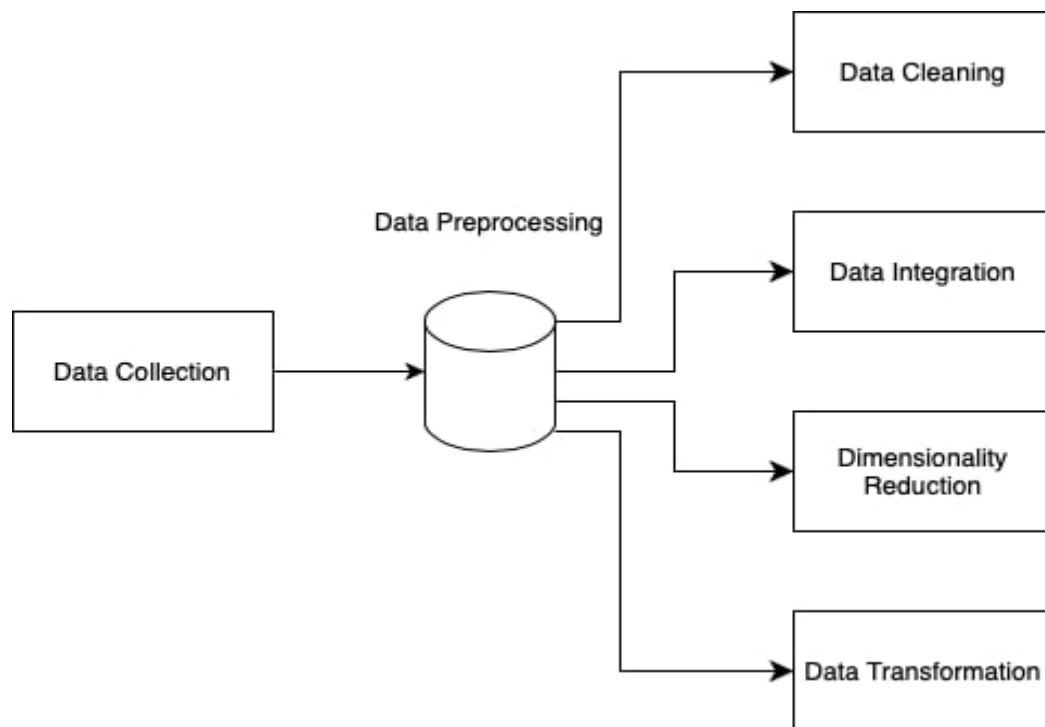 Data Cleaning
Data Preprocessing
Data Integration
Data Collection
Dimensionality
Reduction
Data Transformation